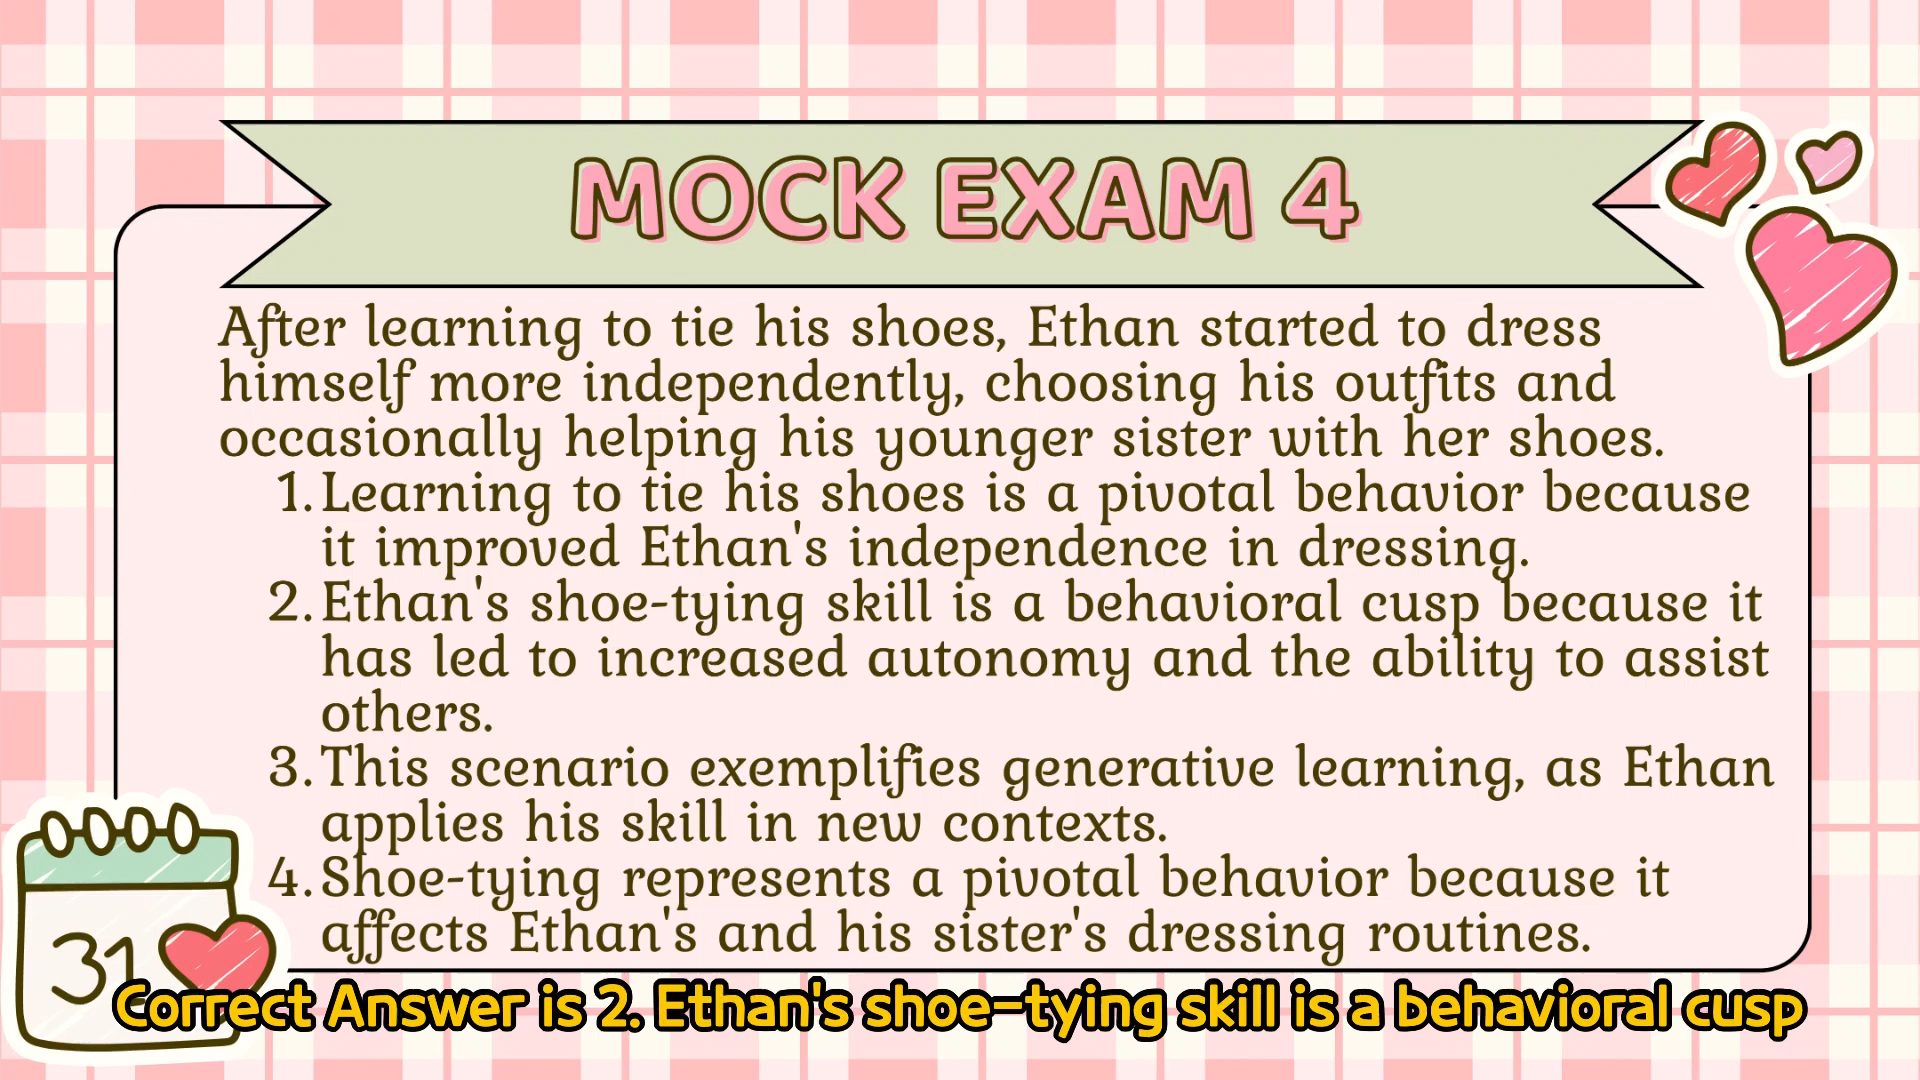 MOCK EXAM 4
After learning to tie his shoes, Ethan started to dress
himself more independently, choosing his outfits and
occasionally helping his younger sister with her shoes.
1. Learning to tie his shoes is a pivotal behavior because
it improved Ethan's independence in dressing.
2. Ethan's shoe-tying skill is a behavioral cusp because it
has led to increased autonomy and the ability to assist
others.
3. This scenario exemplifies generative learning, as Ethan
applies his skill in new contexts.
4. Shoe-tying represents a pivotal behavior because it
affects Ethan's and his sister's dressing routines.
31
Correct Answer is 2. Ethan's shoe-tying skill is a behavioral cusp